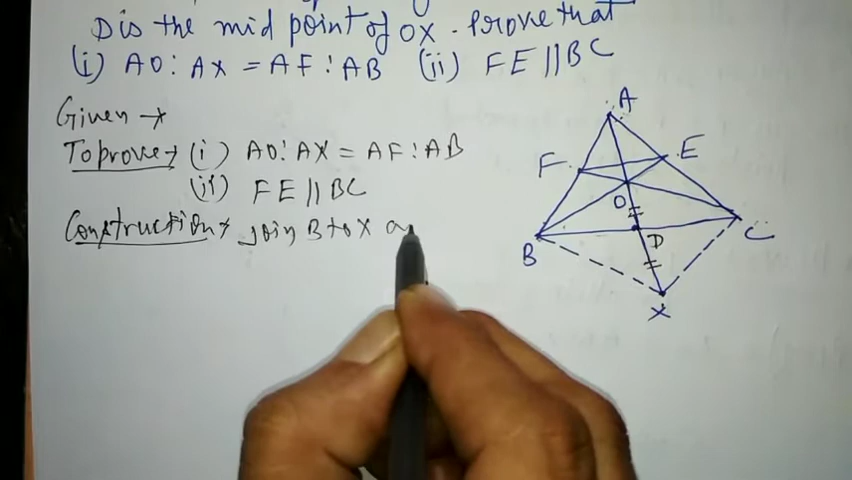 D is the mid point of OX. Prove that
(i) AO : AX = AF : AB (ii) FE || BC
Given →
To prove → (i) AO : AX = AF : AB
(ii) FE || BC
Construction → Join B to X a
A
F
E
O
B
D
C
X